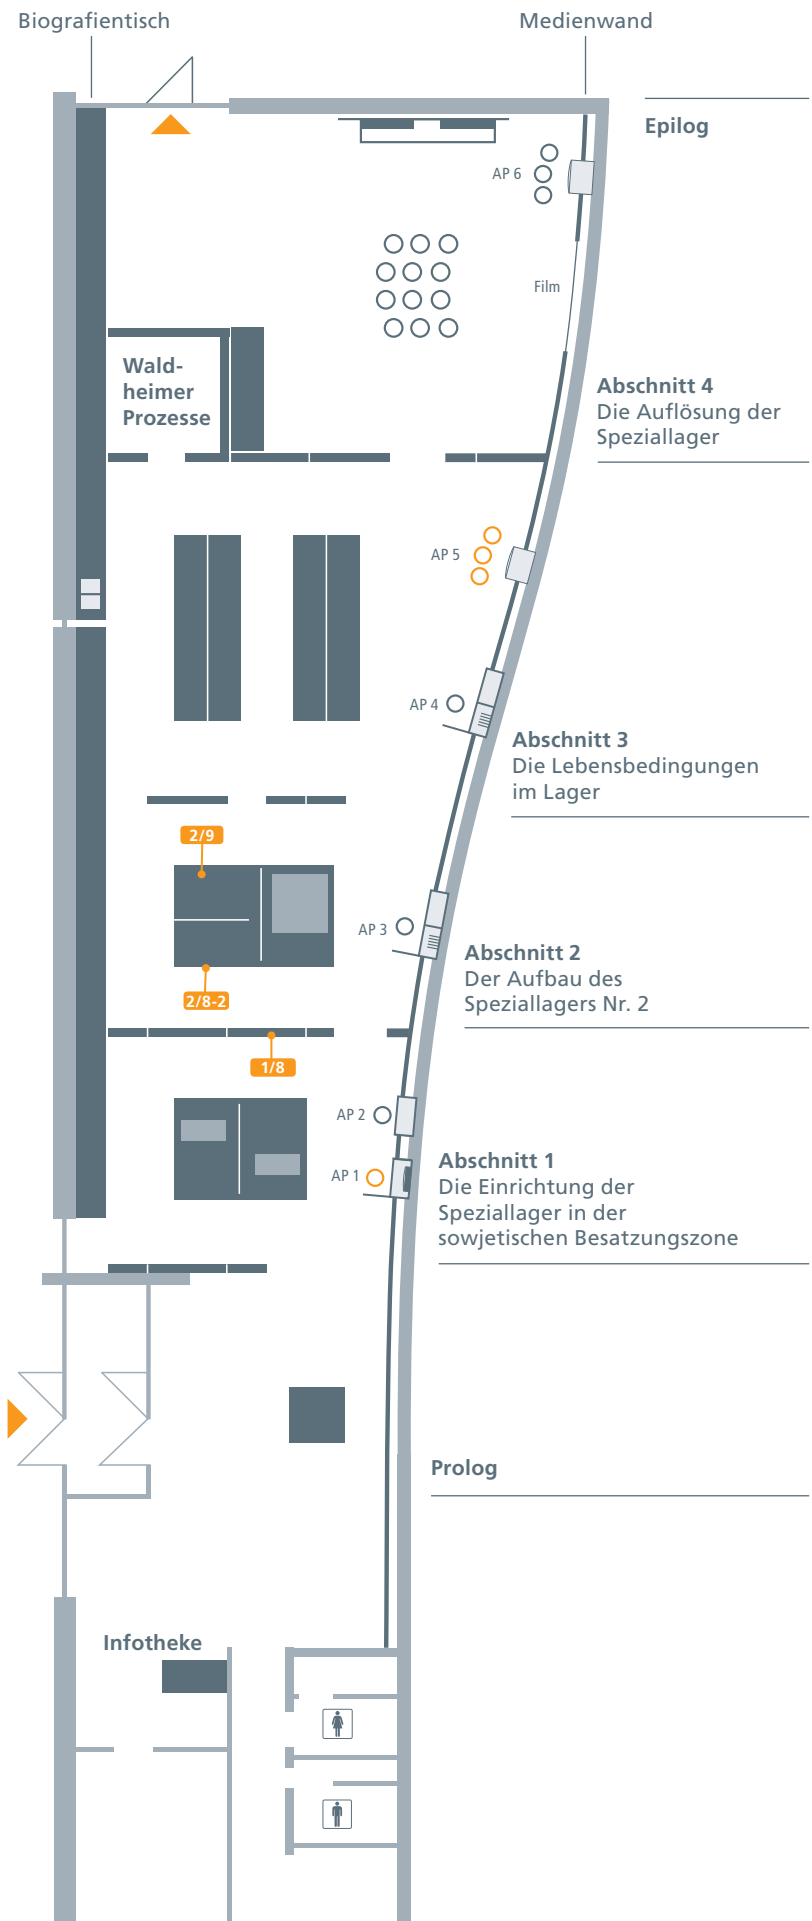 Biografientisch
Medienwand
Epilog
AP 6
Film
Wald-
heimer
Prozesse
Abschnitt 4
Die Auflösung der
Speziallager
AP 5
AP 4
Abschnitt 3
Die Lebensbedingungen
im Lager
2/9
AP 3
Abschnitt 2
Der Aufbau des
Speziallagers Nr. 2
2/8-2
1/8
AP 2
AP 1
Abschnitt 1
Die Einrichtung der
Speziallager in der
sowjetischen Besatzungszone
Prolog
Infotheke